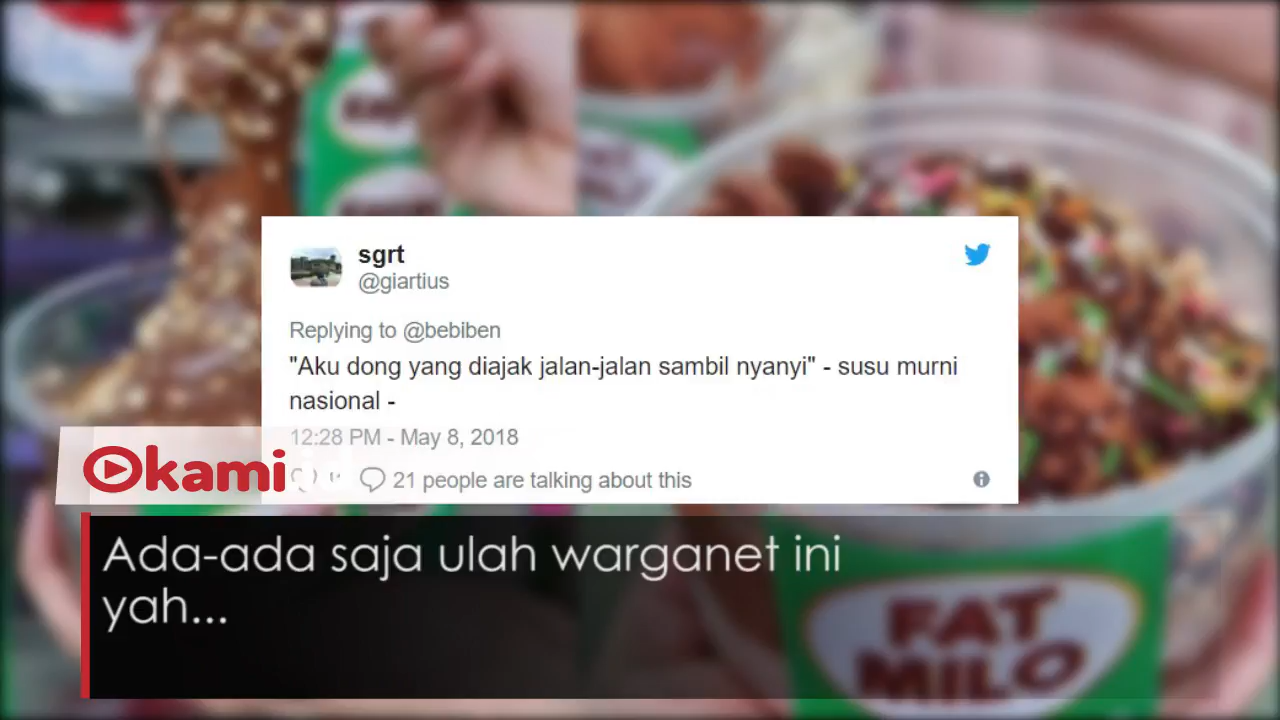 sgrt
@giartius
Replying to @bebiben
"Aku dong yang diajak jalan-jalan sambil nyanyi" - susu murni
nasional -
12:28 PM - May 8, 2018
21 people are talking about this
Okami
Ada-ada saja ulah warganet ini
yah...
FAT
MILO